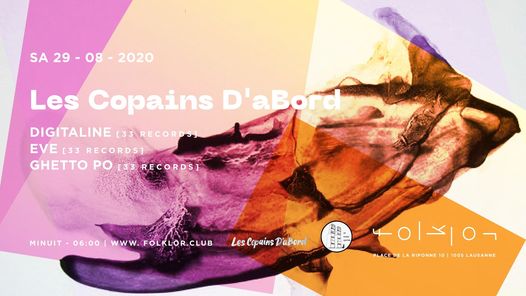 SA 29 - 08 - 2020
Les Copains D'aBord
DIGITALINE [33 RECORDS]
EVE [33 RECORDS]
GHETTO PO [33 RECORDS]
MINUIT - 06:00 | WWW. FOLKLOR.CLUB
Les Copains D'aBord
folklor
PLACE DE LA RIPONNE 10 | 1005 LAUSANNE